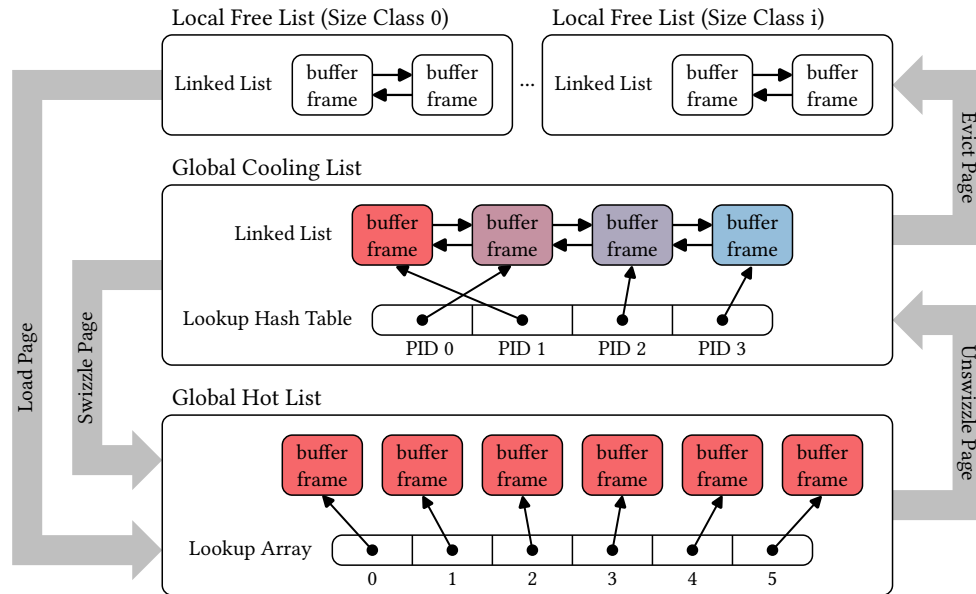 Local Free List (Size Class 0)
Local Free List (Size Class i)
Linked List
buffer
frame
buffer
frame
...
Linked List
buffer
frame
buffer
frame
Evict Page
Global Cooling List
Linked List
buffer
frame
buffer
frame
buffer
frame
buffer
frame
Lookup Hash Table
PID 0
PID 1
PID 2
PID 3
Load Page
Swizzle Page
Unswizzle Page
Global Hot List
buffer
frame
buffer
frame
buffer
frame
buffer
frame
buffer
frame
buffer
frame
Lookup Array
0
1
2
3
4
5